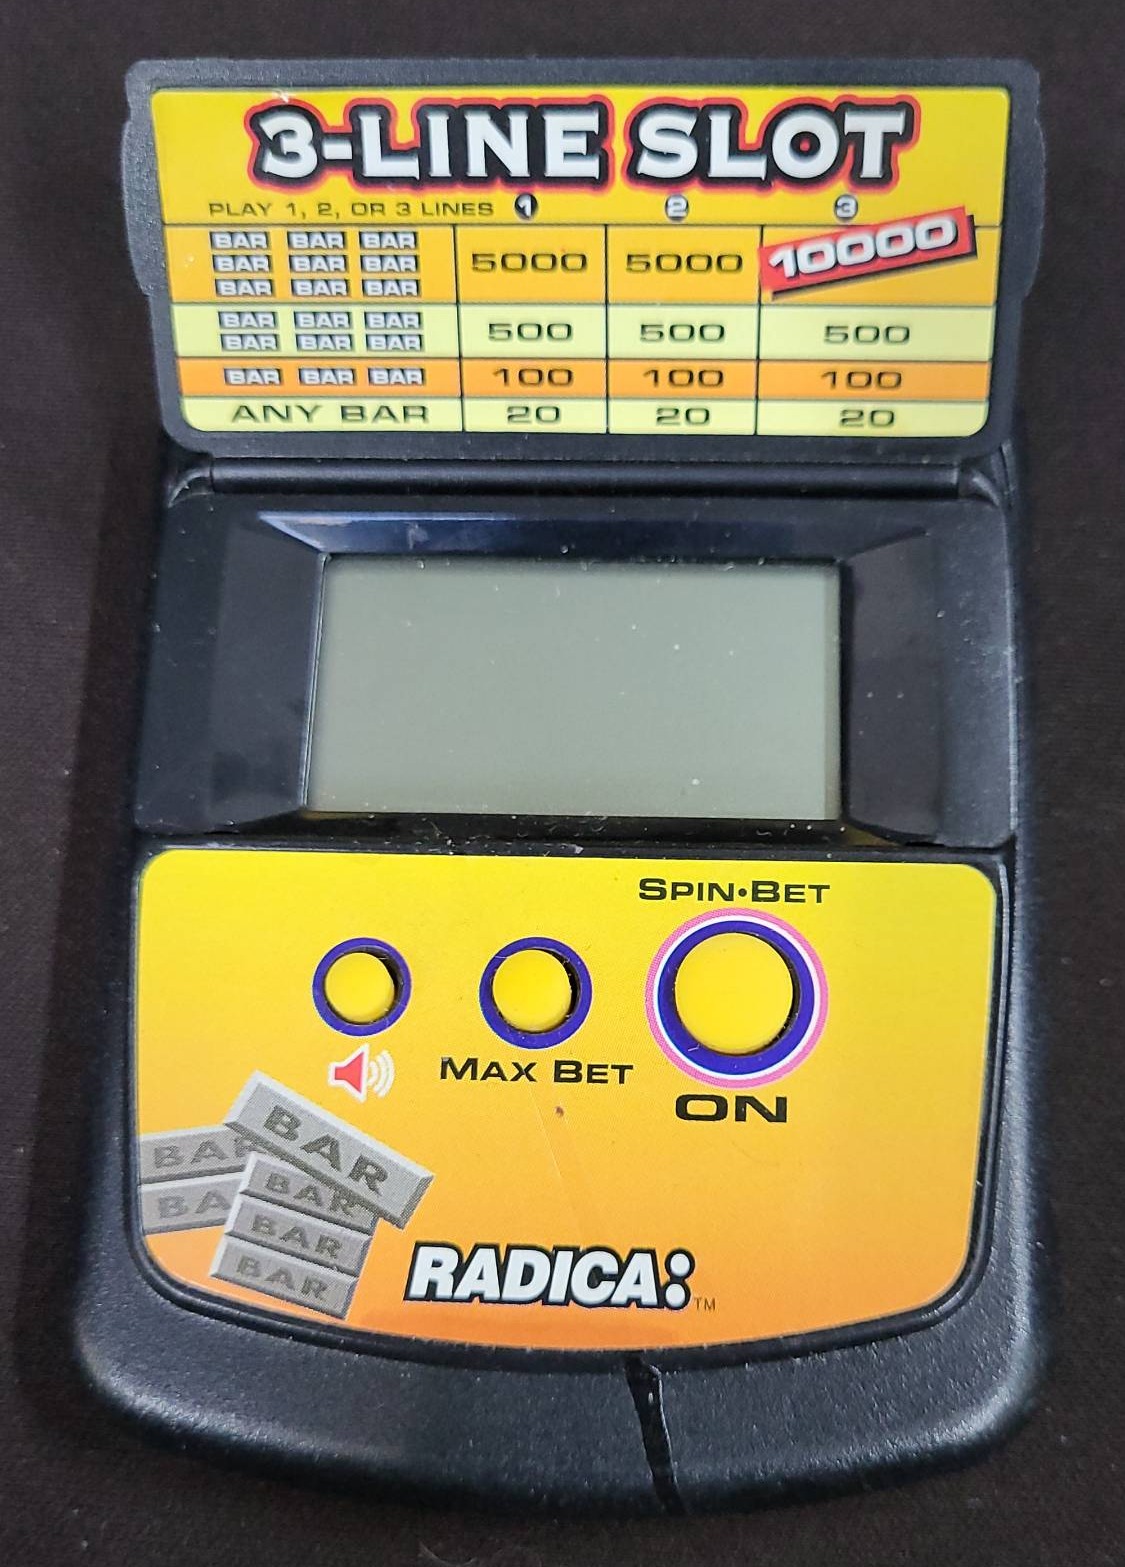 3-LINE SLOT
PLAY 1, 2, OR 3 LINES 1 2 3
BAR BAR BAR
BAR BAR BAR 5000 5000 10000
BAR BAR BAR
BAR BAR BAR
BAR BAR BAR 500 500 500
BAR BAR BAR 100 100 100
ANY BAR 20 20 20
SPIN•BET
MAX BET
ON
BAR
BAR
BAR
BA
BAR
BAR
RADICA:™